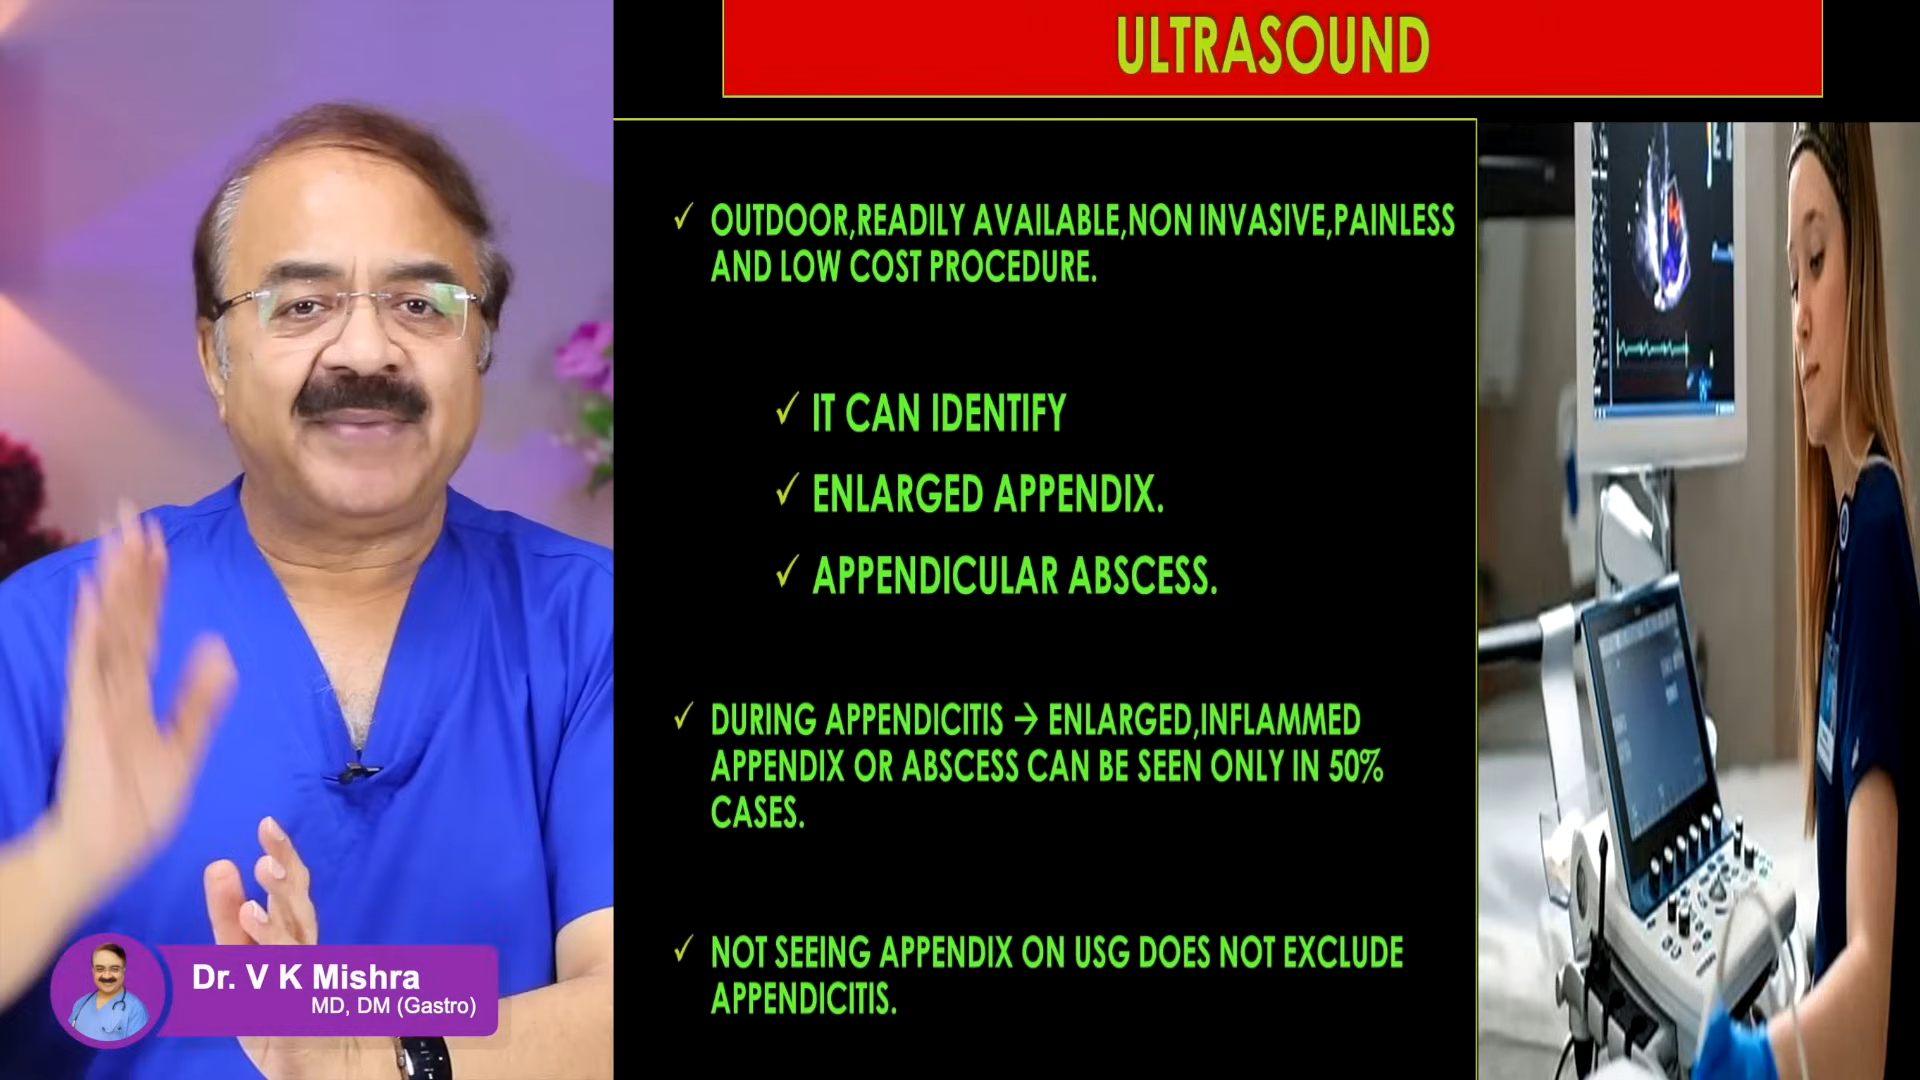 ULTRASOUND
✓ OUTDOOR,READILY AVAILABLE,NON INVASIVE,PAINLESS
AND LOW COST PROCEDURE.
✓ IT CAN IDENTIFY
✓ ENLARGED APPENDIX.
✓ APPENDICULAR ABSCESS.
✓ DURING APPENDICITIS → ENLARGED,INFLAMMED
APPENDIX OR ABSCESS CAN BE SEEN ONLY IN 50%
CASES.
✓ NOT SEEING APPENDIX ON USG DOES NOT EXCLUDE
APPENDICITIS.
Dr. V K Mishra
MD, DM (Gastro)